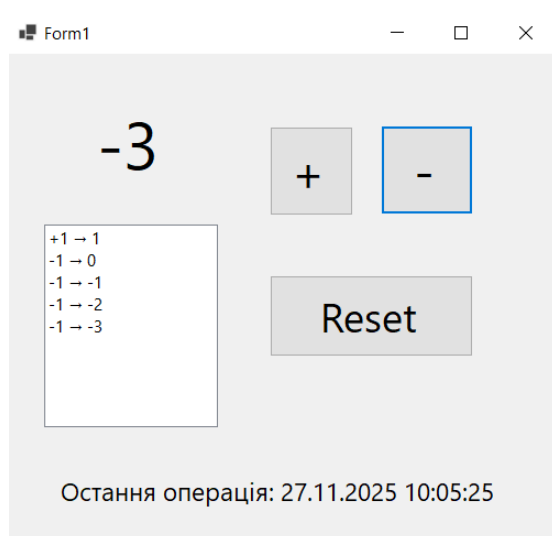 Form1
-3
+
-
+1 → 1
-1 → 0
-1 → -1
-1 → -2
-1 → -3
Reset
Остання операція: 27.11.2025 10:05:25